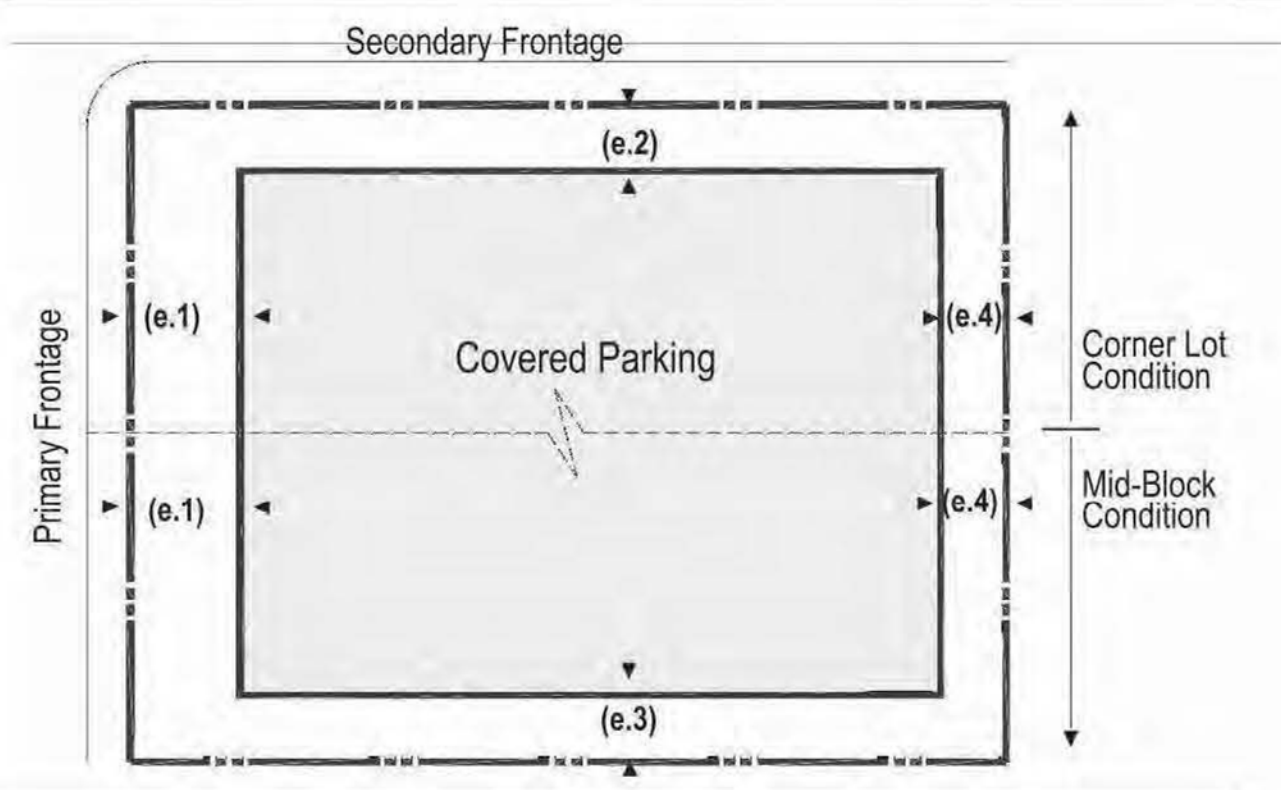 Secondary Frontage
(e.2)
Primary Frontage
(e.1)
Covered Parking
(e.4)
Corner Lot
Condition
(e.1)
(e.4)
Mid-Block
Condition
(e.3)